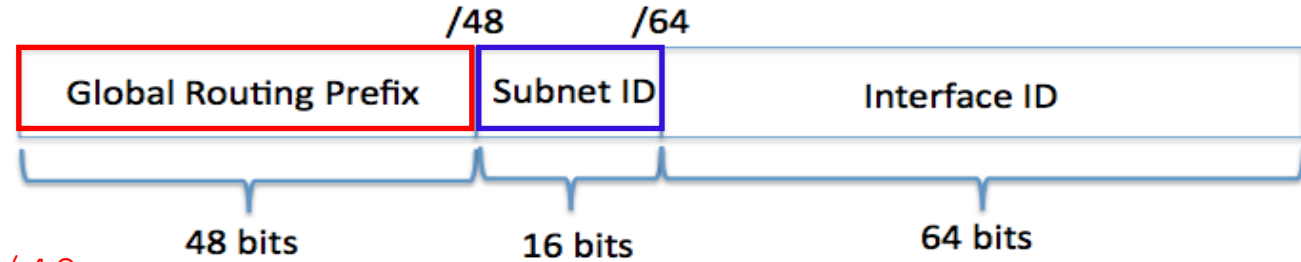 /48 /64
Global Routing Prefix Subnet ID Interface ID
48 bits 16 bits 64 bits